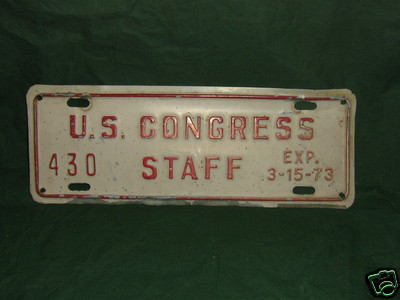 U.S. CONGRESS
430 STAFF EXP.
3-15-73